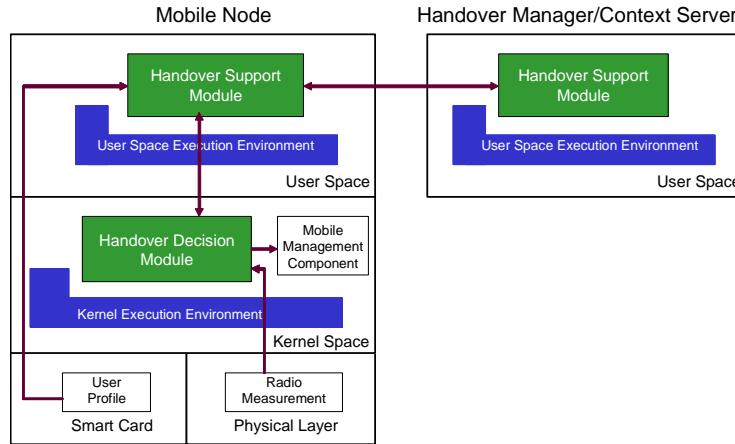 Mobile Node
Handover Manager/Context Server
Handover Support
Module
User Space Execution Environment
User Space
Handover Support
Module
User Space Execution Environment
User Space
Handover Decision
Module
Mobile
Management
Component
Kernel Execution Environment
Kernel Space
User
Profile
Smart Card
Radio
Measurement
Physical Layer